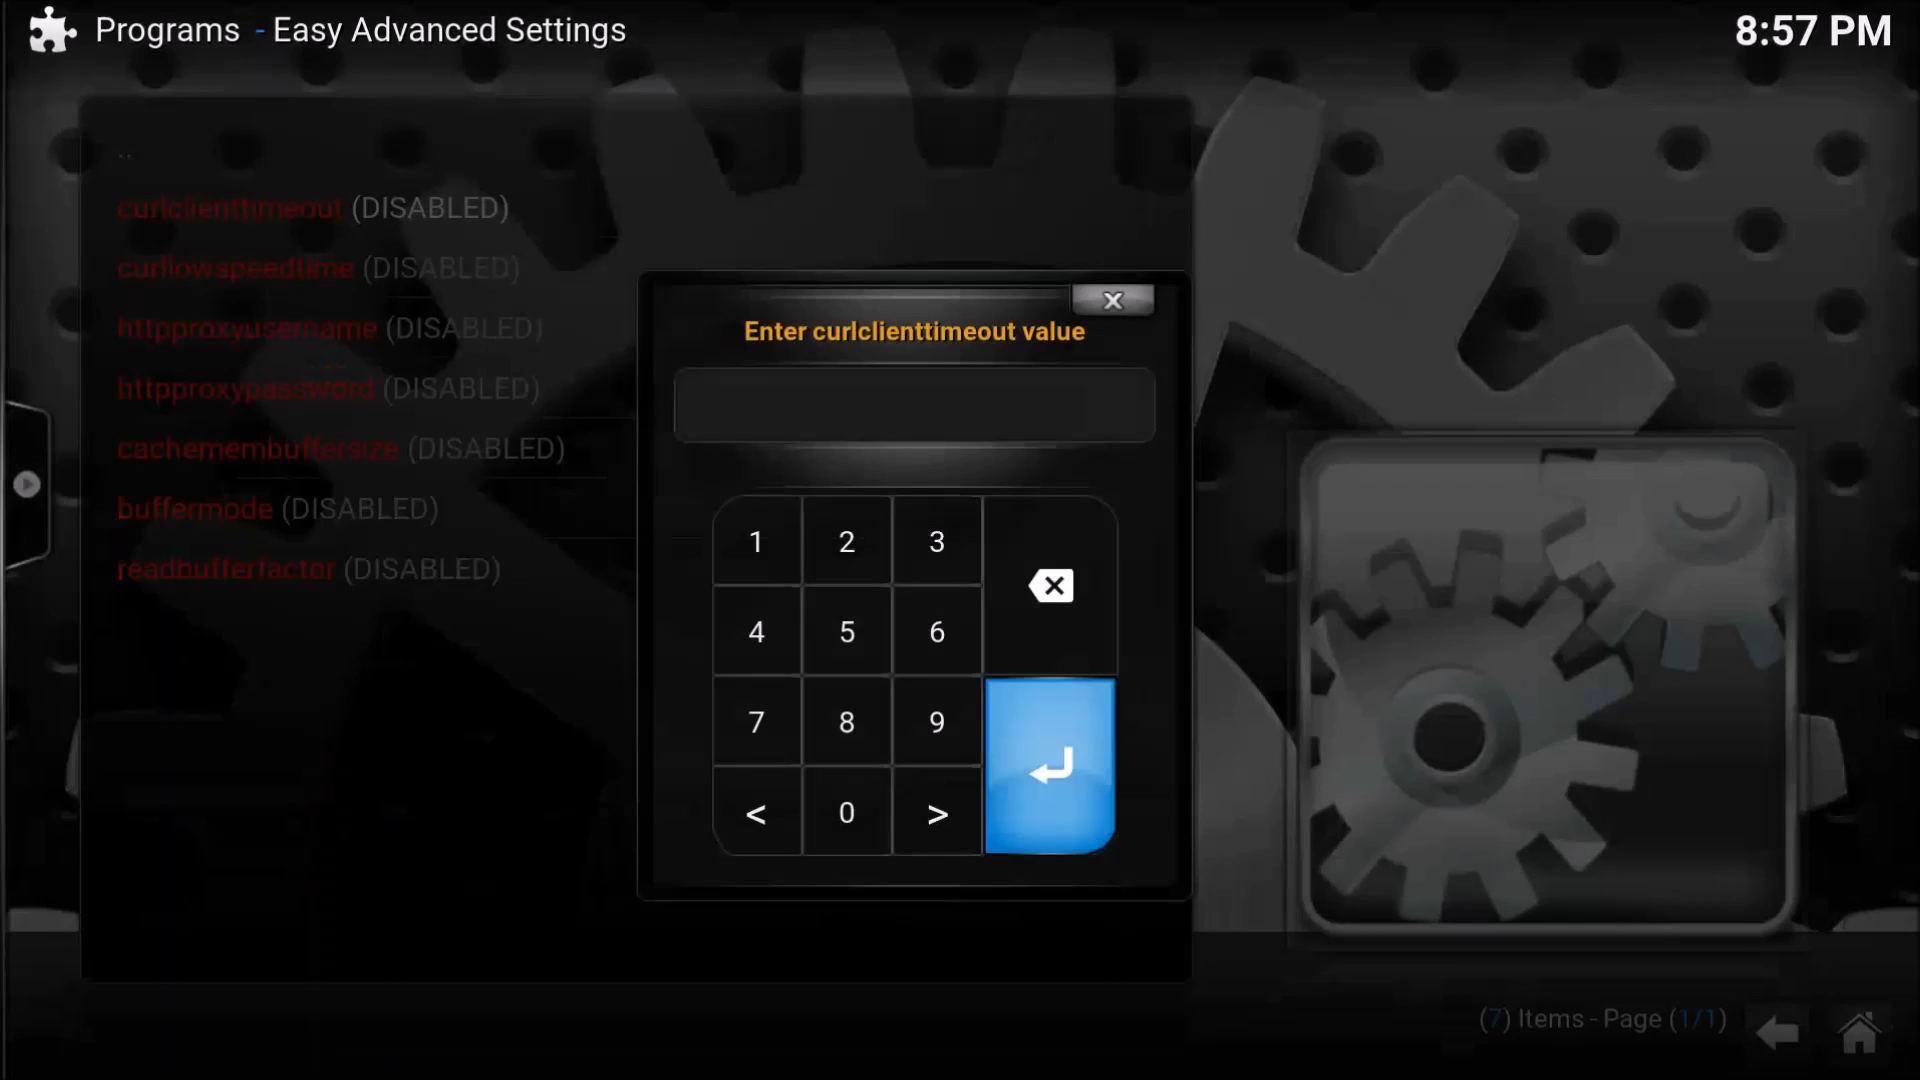 Programs - Easy Advanced Settings
8:57 PM
..
curlclienttimeout (DISABLED)
curllowspeedtime (DISABLED)
httpproxyusername (DISABLED)
httpproxypassword (DISABLED)
cachemembuffersize (DISABLED)
buffermode (DISABLED)
readbufferfactor (DISABLED)
Enter curlclienttimeout value
1 2 3
4 5 6
7 8 9
< 0 >
(7) Items - Page (1/1)